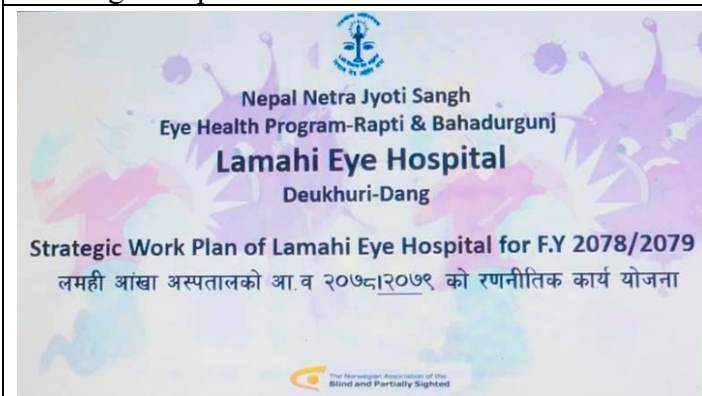 Nepal Netra Jyoti Sangh
Eye Health Program-Rapti & Bahadurgunj
Lamahi Eye Hospital
Deukhuri-Dang
Strategic Work Plan of Lamahi Eye Hospital for F.Y 2078/2079
लमही आंखा अस्पतालको आ.व २०७८।२०७९ को रणनीतिक कार्य योजना
The Norwegian Association of the
Blind and Partially Sighted